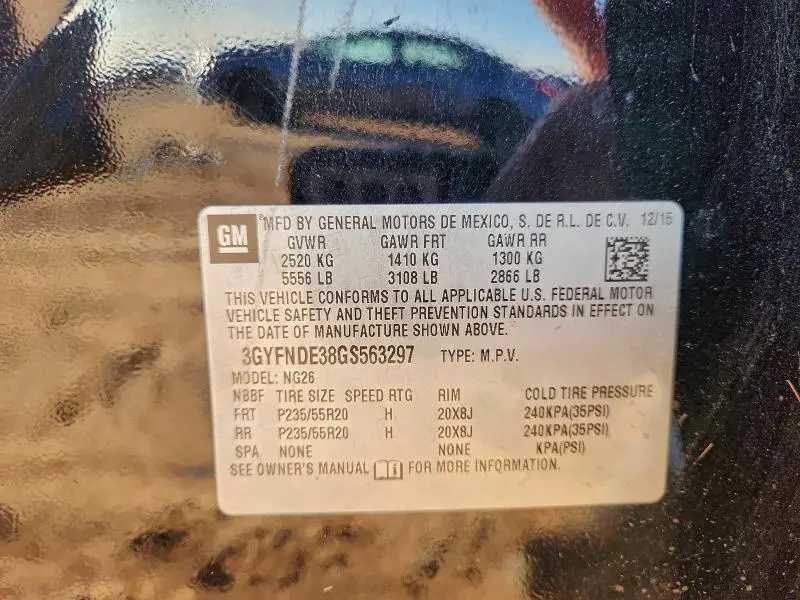 GM
®MFD BY GENERAL MOTORS DE MEXICO, S. DE R.L. DE C.V. 12/15
GVWR GAWR FRT GAWR RR
2520 KG 1410 KG 1300 KG
5556 LB 3108 LB 2866 LB
THIS VEHICLE CONFORMS TO ALL APPLICABLE U.S. FEDERAL MOTOR
VEHICLE SAFETY AND THEFT PREVENTION STANDARDS IN EFFECT ON
THE DATE OF MANUFACTURE SHOWN ABOVE.
3GYFNDE38GS563297 TYPE: M.P.V.
MODEL: NG26
NBBF TIRE SIZE SPEED RTG RIM COLD TIRE PRESSURE
FRT P235/55R20 H 20X8J 240KPA(35PSI)
RR P235/55R20 H 20X8J 240KPA(35PSI)
SPA NONE NONE KPA(PSI)
SEE OWNER'S MANUAL FOR MORE INFORMATION.